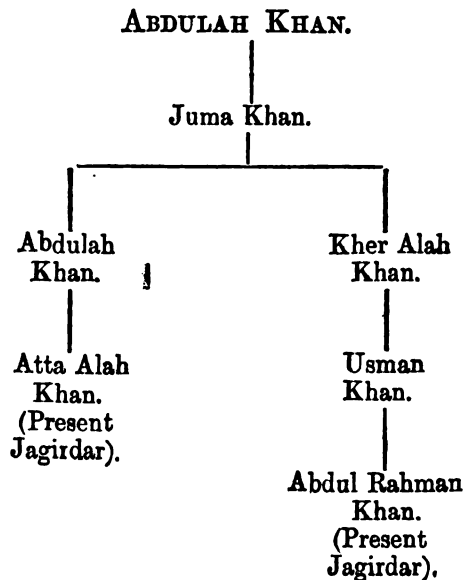 ABDULAH KHAN.
Juma Khan.
Abdulah
Khan.
Kher Alah
Khan.
Atta Alah
Khan.
(Present
Jagirdar).
Usman
Khan.
Abdul Rahman
Khan.
(Present
Jagirdar).